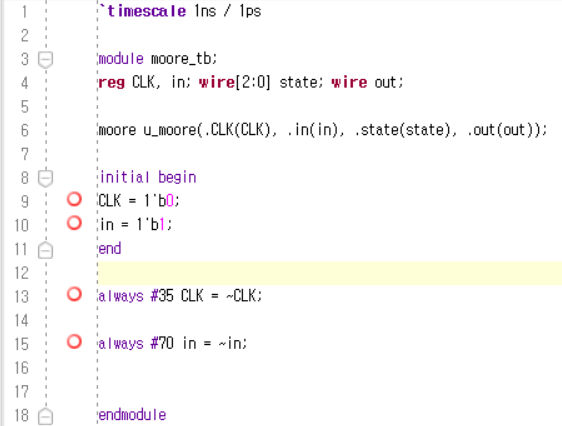 1 `timescale 1ns / 1ps
2
3 module moore_tb;
4 reg CLK, in; wire[2:0] state; wire out;
5
6 moore u_moore(.CLK(CLK), .in(in), .state(state), .out(out));
7
8 initial begin
9 CLK = 1'b0;
10 in = 1'b1;
11 end
12
13 always #35 CLK = ~CLK;
14
15 always #70 in = ~in;
16
17
18 endmodule